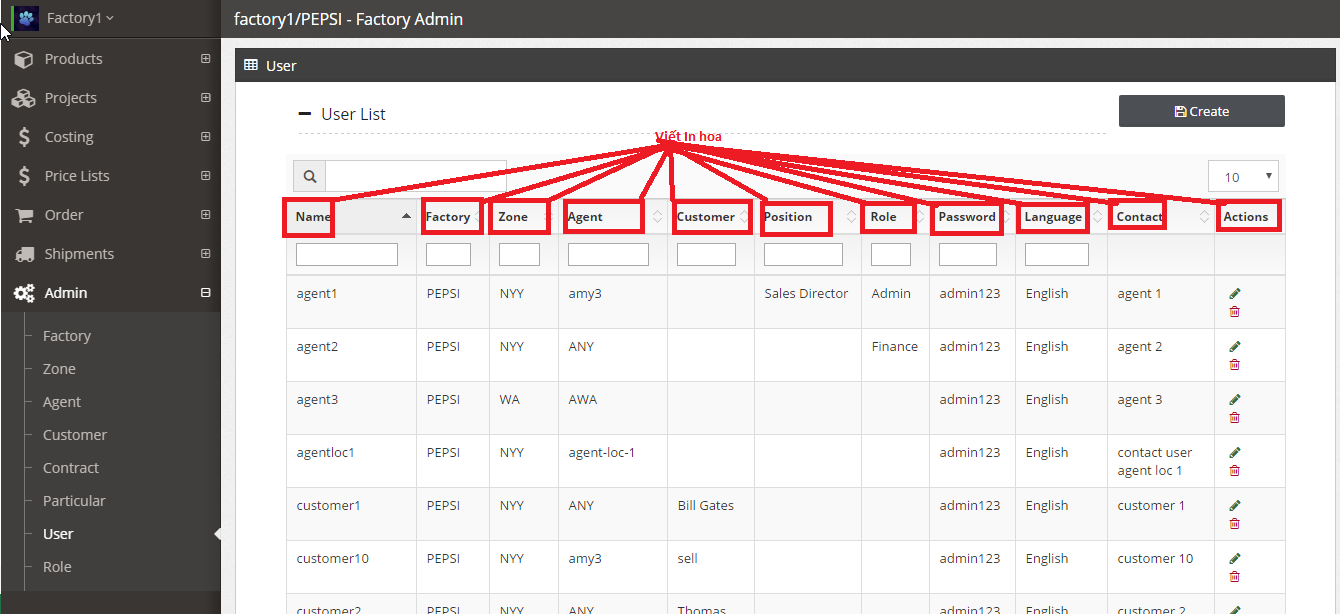 Factory1
factory1/PEPSI - Factory Admin
Products
Projects
Costing
Price Lists
Order
Shipments
Admin
Factory
Zone
Agent
Customer
Contract
Particular
User
Role
User
User List
Create
Viết In hoa
10
Name Factory Zone Agent Customer Position Role Password Language Contact Actions
agent1 PEPSI NYY amy3 Sales Director Admin admin123 English agent 1
agent2 PEPSI NYY ANY Finance admin123 English agent 2
agent3 PEPSI WA AWA admin123 English agent 3
agentloc1 PEPSI NYY agent-loc-1 admin123 English contact user
agent loc 1
customer1 PEPSI NYY ANY Bill Gates admin123 English customer 1
customer10 PEPSI NYY amy3 sell admin123 English customer 10
customer2 PEPSI NYY ANY Thomas admin123 English customer 2